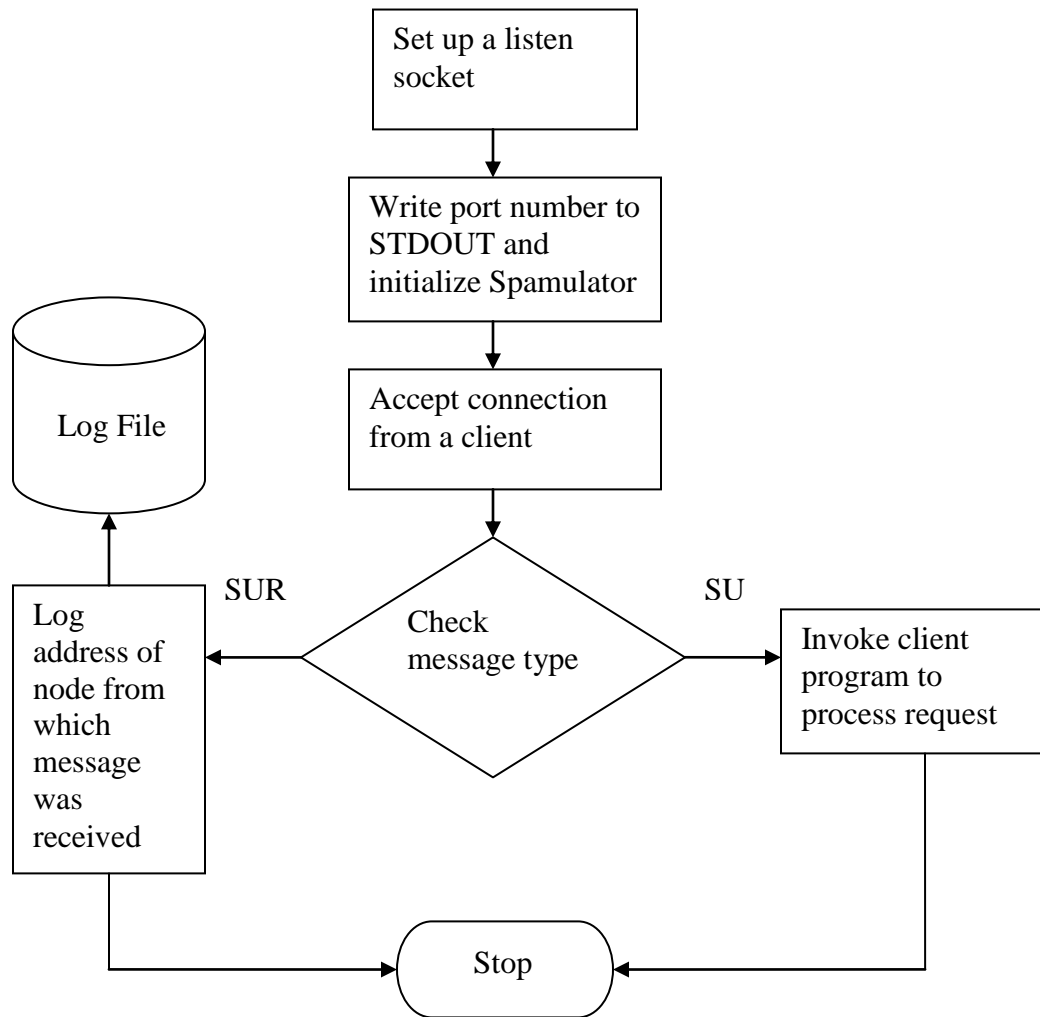 Set up a listen
socket
Write port number to
STDOUT and
initialize Spamulator
Accept connection
from a client
Log File
SUR
SU
Check
message type
Log
address of
node from
which
message
was
received
Invoke client
program to
process request
Stop